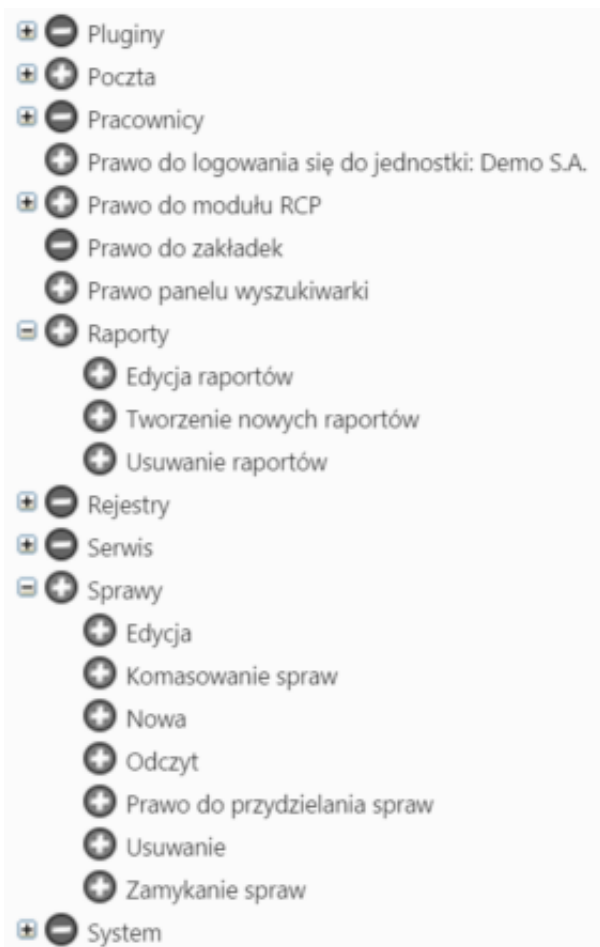 Pluginy
Poczta
Pracownicy
Prawo do logowania się do jednostki: Demo S.A.
Prawo do modułu RCP
Prawo do zakładek
Prawo panelu wyszukiwarki
Raporty
Edycja raportów
Tworzenie nowych raportów
Usuwanie raportów
Rejestry
Serwis
Sprawy
Edycja
Komasowanie spraw
Nowa
Odczyt
Prawo do przydzielania spraw
Usuwanie
Zamykanie spraw
System